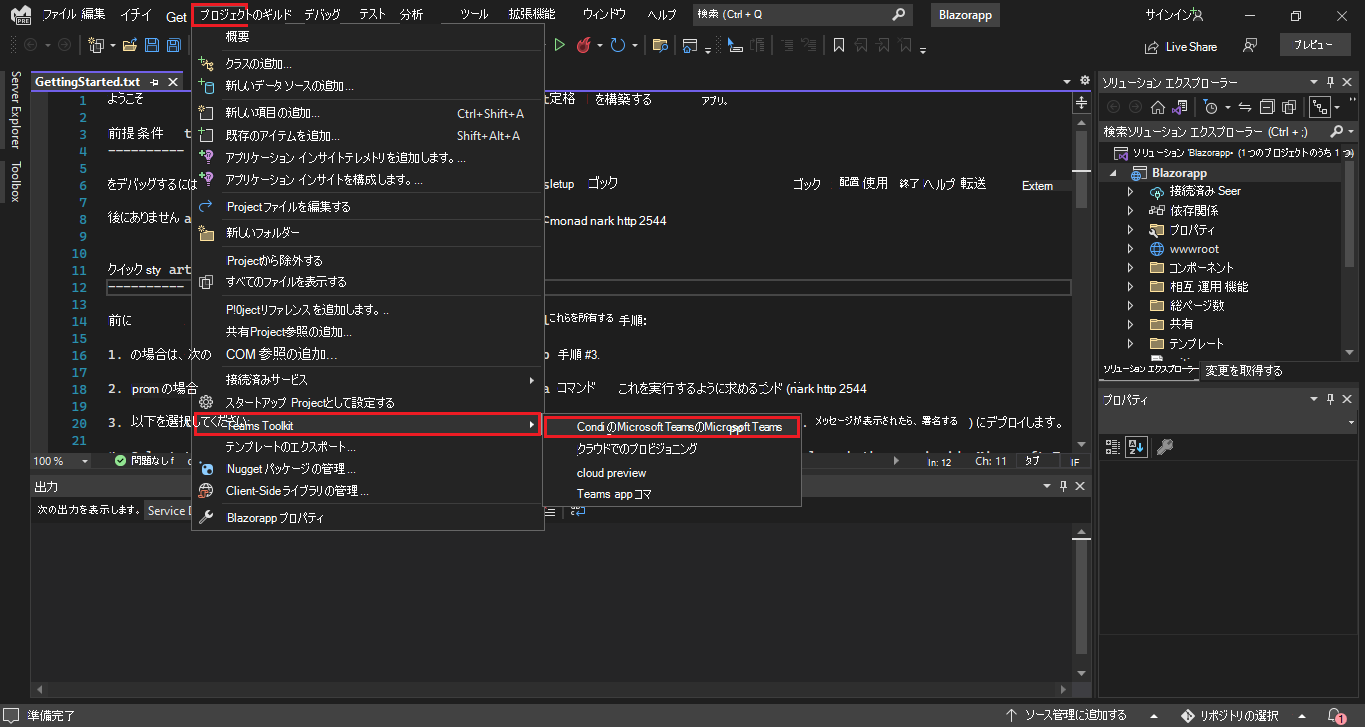 ファイル 編集 イチイ Get プロジェクトのギルド デバッグ テスト 分析 ツール 拡張機能 ウィンドウ ヘルプ 検索 (Ctrl + Q Blazorapp サインイン
Live Share プレビュー
Server Explorer
Toolbox
GettingStarted.txt
1 ようこそ 定格 を構築する アプリ。
2
3 前提 条件 t
4 ----------
5
6 をデバッグするには sletup ゴック ゴック 配置 使用 終了 ヘルプ 転送 Extem
7
8 後にありません a monad nark http 2544
9
10
11 クイック sty art
12 ----------
13
14 前に これらを所有する 手順:
15
16 1. の場合は、次の 手順 #3.
17
18 2. prom の場合 a コマンド これを実行するように求める (nark http 2544
19
20 3. 以下を選択してください . メッセージが表示されたら、署名する ) にデプロイします。
21
概要
クラスの追加...
新しいデータ ソースの追加...
新しい項目の追加... Ctrl+Shift+A
既存のアイテムを追加... Shift+Alt+A
アプリケーション インサイトテレメトリを追加します。...
アプリケーション インサイトを構成します。...
Projectファイルを編集する
新しいフォルダー
Projectから除外する
すべてのファイルを表示する
P!0jectリファレンスを追加します。..
共有Project参照の追加...
COM 参照の追加...
接続済みサービス
スタートアップ Projectとして設定する
Teams Toolkit
テンプレートのエクスポート...
Nugget パッケージの管理...
Client-Side ライブラリの管理...
Blazorapp プロパティ
Condi のMicrosoft TeamsのMicrosoft Teams
クラウドでのプロビジョニング
cloud preview
Teams app コマ
100 % 問題なし f In: 12 Ch: 11 タブ IF
出力
次の出力を表示します。 Service D
ソリューション エクスプローラー
検索ソリューション エクスプローラー (Ctrl + ;)
ソリューション 'Blazorapp• (1 つのプロジェクトのうち 1 つ)
Blazorapp
接続済み Seer
依存関係
プロパティ
wwwroot
コンポーネント
相互 運用 機能
総ページ数
共有
テンプレート
ソリューション エクスプローラー 変更を取得する
プロパティ
準備完了 ソース管理に追加する リポジトリの選択 1